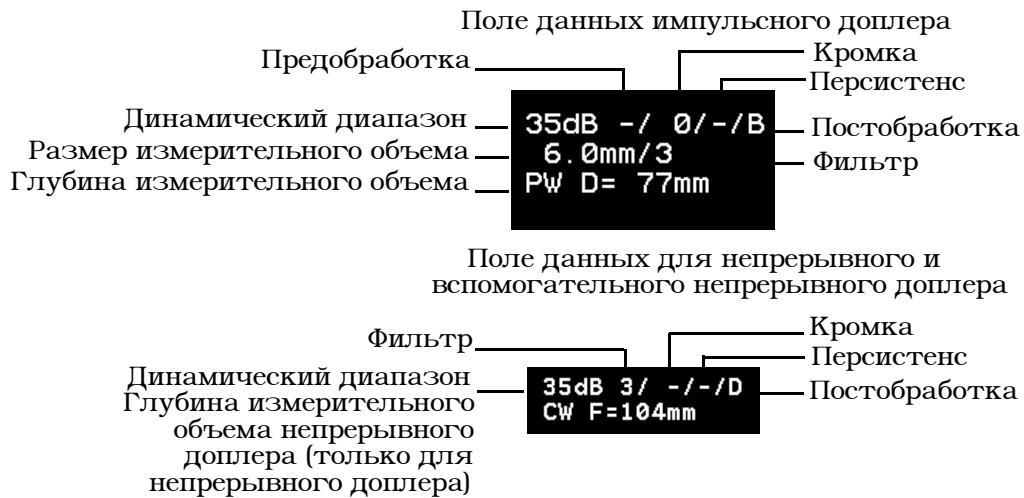 Поле данных импульсного доплера
Предобработка
Кромка
Персистенс
Динамический диапазон
35dB -/ 0/-/B
Постобработка
Размер измерительного объема
6.0mm/3
Фильтр
Глубина измерительного объема
PW D= 77mm
Поле данных для непрерывного и
вспомогательного непрерывного доплера
Фильтр
Кромка
Персистенс
Динамический диапазон
35dB 3/ -/-/D
Постобработка
Глубина измерительного
объема непрерывного
доплера (только для
непрерывного доплера)
CW F=104mm